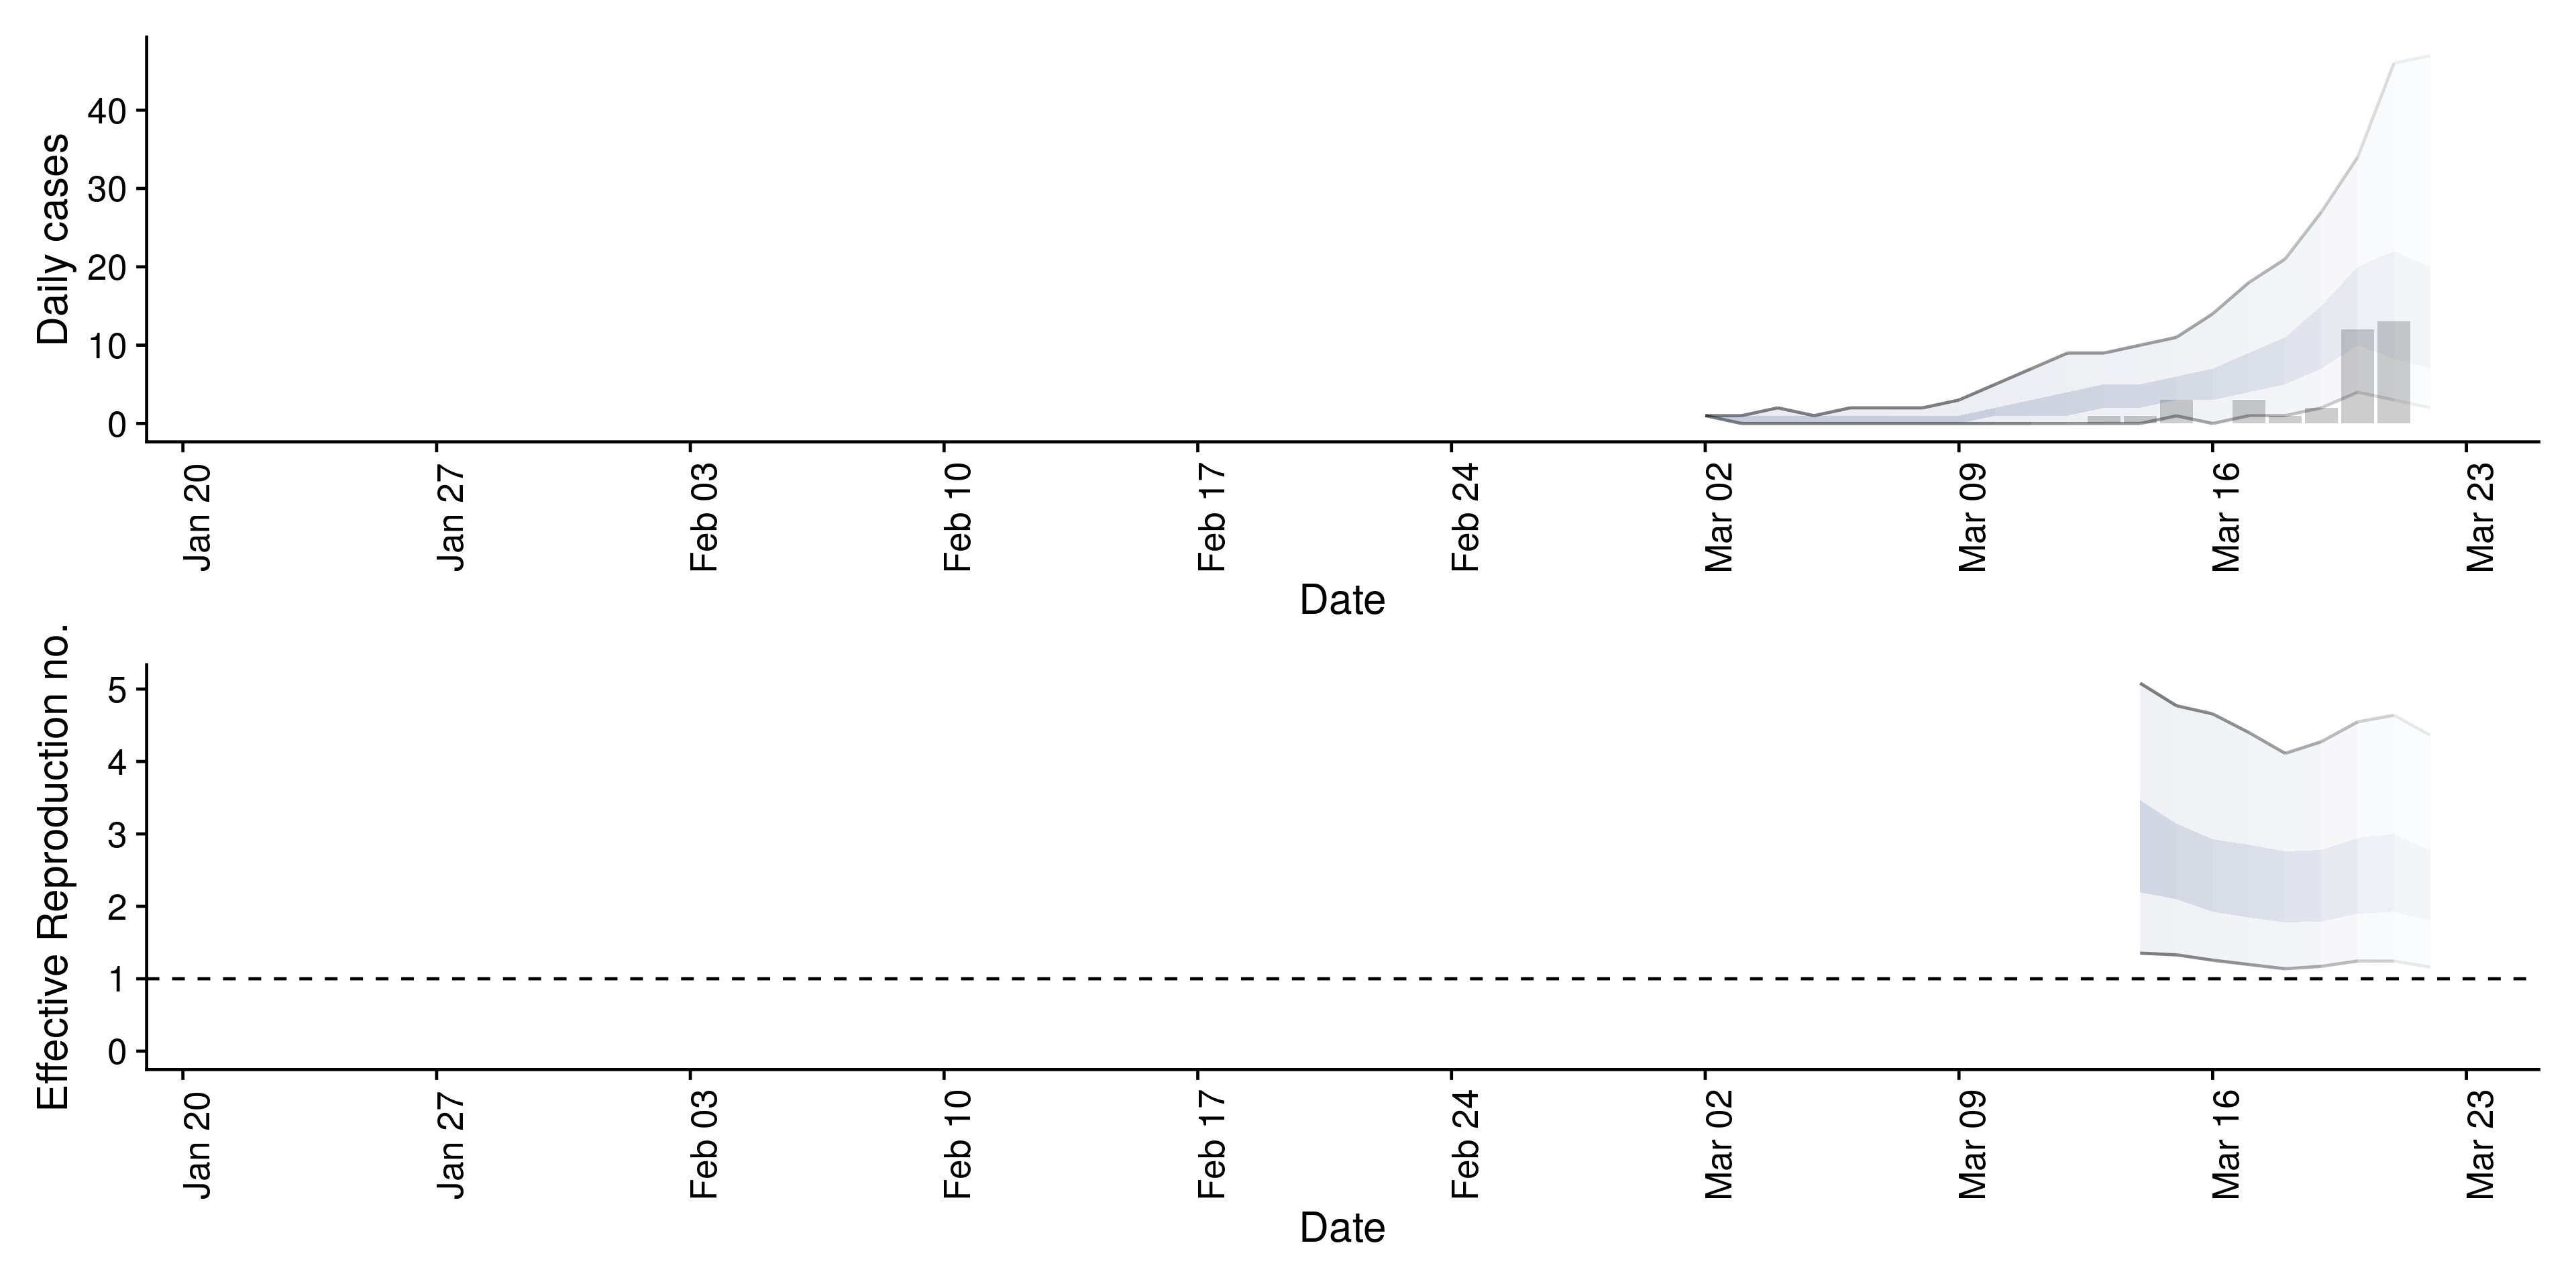 Daily cases
40
30
20
10
0
Jan 20
Jan 27
Feb 03
Feb 10
Feb 17
Feb 24
Mar 02
Mar 09
Mar 16
Mar 23
Date
Effective Reproduction no.
5
4
3
2
1
0
Jan 20
Jan 27
Feb 03
Feb 10
Feb 17
Feb 24
Mar 02
Mar 09
Mar 16
Mar 23
Date